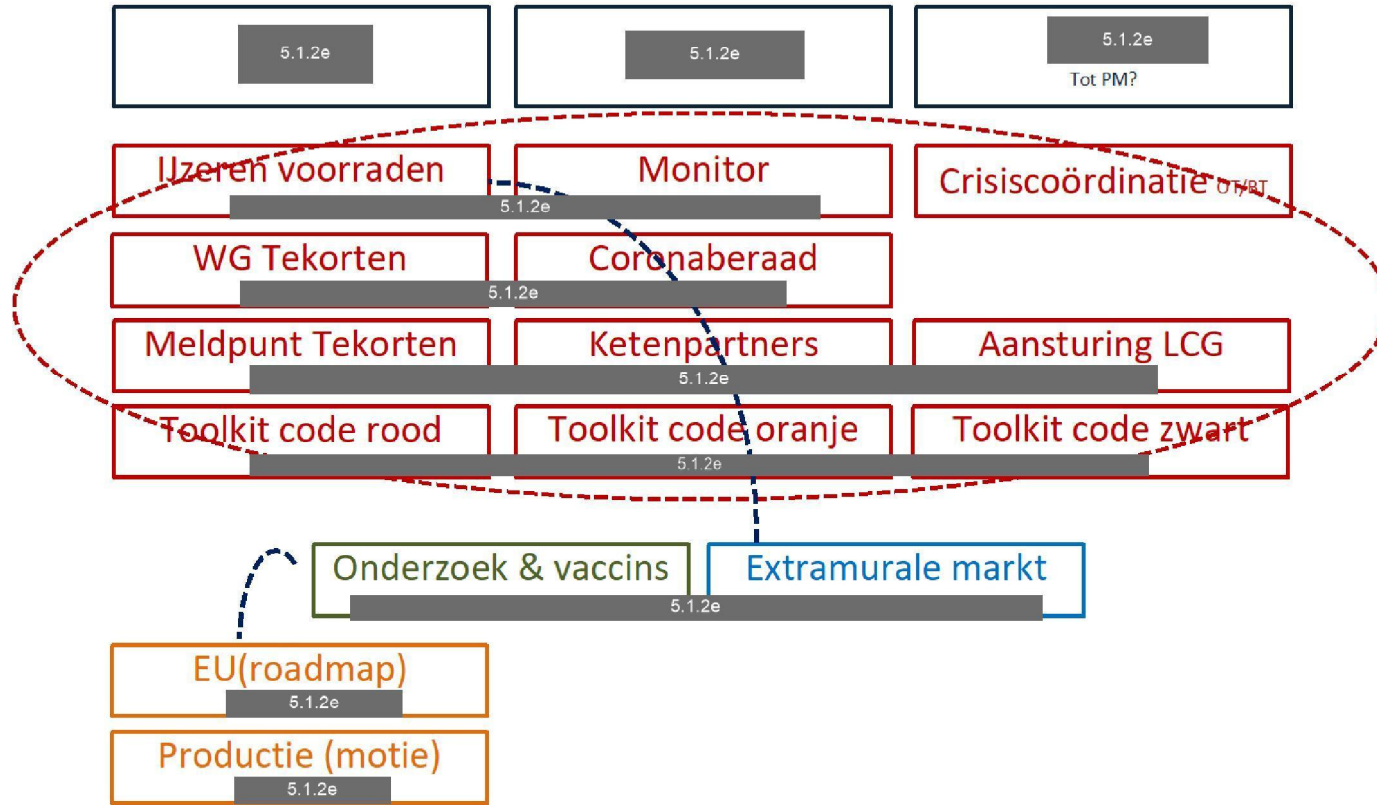 5.1.2e
5.1.2e
5.1.2e
Tot PM?
IJzeren voorraden
Monitor
Crisiscoördinatie OT/BT
5.1.2e
WG Tekorten
Coronaberaad
5.1.2e
Meldpunt Tekorten
Ketenpartners
Aansturing LCG
5.1.2e
Toolkit code rood
Toolkit code oranje
Toolkit code zwart
5.1.2e
Onderzoek & vaccins
Extramurale markt
5.1.2e
EU(roadmap)
5.1.2e
Productie (motie)
5.1.2e